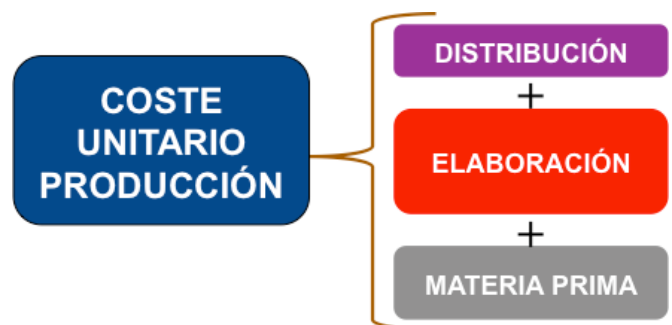 COSTE
UNITARIO
PRODUCCIÓN
DISTRIBUCIÓN
+
ELABORACIÓN
+
MATERIA PRIMA